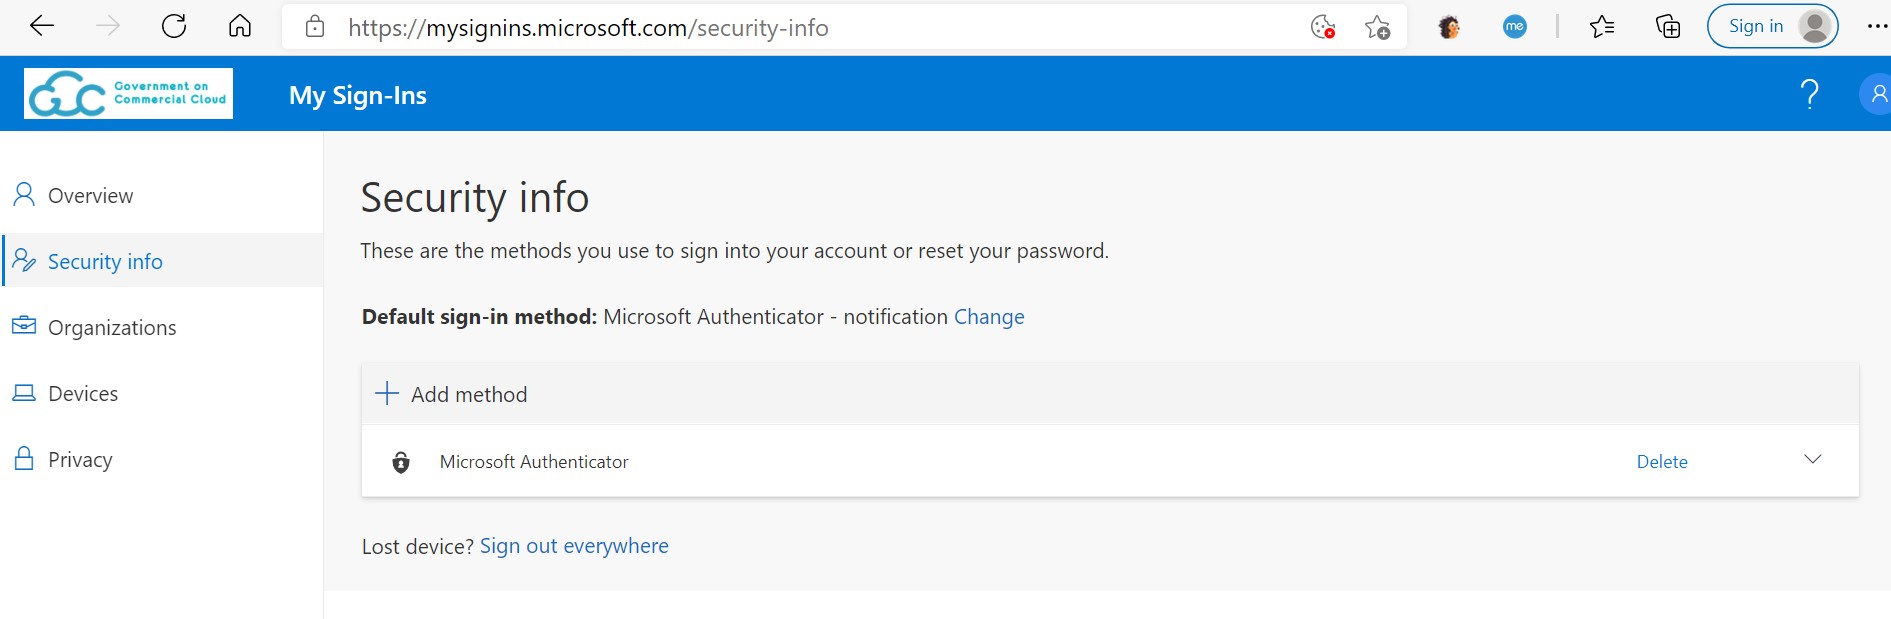 https://mysignins.microsoft.com/security-info
me
Sign in
Government on
Commercial Cloud
My Sign-Ins
?
Overview
Security info
Organizations
Devices
Privacy
Security info
These are the methods you use to sign into your account or reset your password.
Default sign-in method: Microsoft Authenticator - notification Change
Add method
Microsoft Authenticator
Delete
Lost device? Sign out everywhere